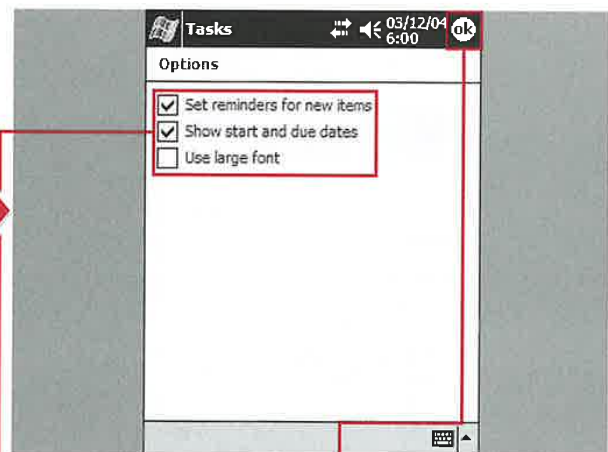 Tasks 03/12/04 ok
6:00
Options
Set reminders for new items
Show start and due dates
Use large font